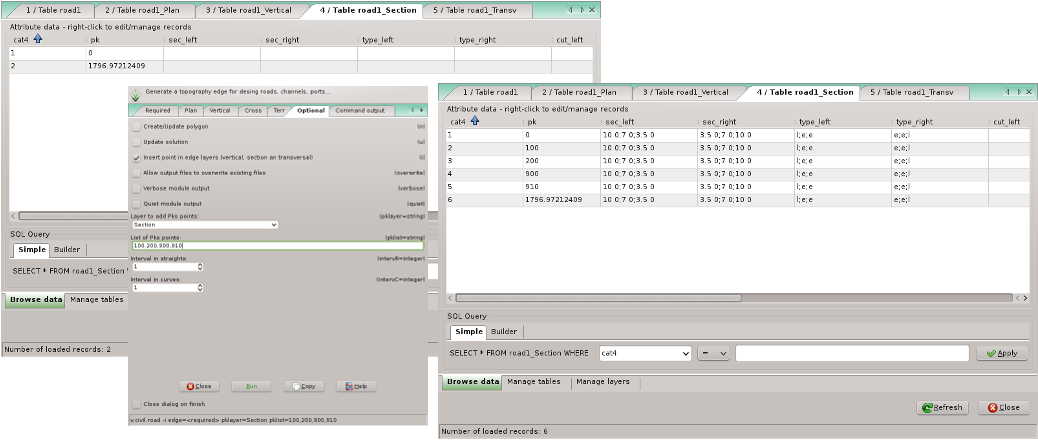 1 / Table road1 2 / Table road1_Plan 3 / Table road1_Vertical 4 / Table road1_Section 5 / Table road1_Transv
Attribute data - right-click to edit/manage records
cat4 pk sec_left sec_right type_left type_right cut_left
1 0
2 1796.97212409
SQL Query
Simple Builder
SELECT * FROM road1_Section
Browse data Manage tables
Number of loaded records: 2
Generate a topography edge for desing roads, channels, ports...
Required Plan Vertical Cross Terr Optional Command output
Create/Update polygon (n)
Update solution (u)
Insert point in edge layers (vertical, section an transversal) (i)
Allow output files to overwrite existing files (overwrite)
Verbose module output (verbose)
Quiet module output (quiet)
Layer to add Pks points: (pklayer=string)
Section
List of Pks points: (pklist=string)
100,200,900,910
Interval in straights: (intervR=integer)
1
Interval in curves: (intervC=integer)
1
Close Run Copy Help
Close dialog on finish
v.civil.road -i edge=<required> pklayer=Section pklist=100,200,900,910
1 / Table road1 2 / Table road1_Plan 3 / Table road1_Vertical 4 / Table road1_Section 5 / Table road1_Transv
Attribute data - right-click to edit/manage records
cat4 pk sec_left sec_right type_left type_right cut_left
1 0 10 0;7 0;3.5 0 3.5 0;7 0;10 0 l;e;e e;e;l
2 100 10 0;7 0;3.5 0 3.5 0;7 0;10 0 l;e;e e;e;l
3 200 10 0;7 0;3.5 0 3.5 0;7 0;10 0 l;e;e e;e;l
4 900 10 0;7 0;3.5 0 3.5 0;7 0;10 0 l;e;e e;e;l
5 910 10 0;7 0;3.5 0 3.5 0;7 0;10 0 l;e;e e;e;l
6 1796.97212409 10 0;7 0;3.5 0 3.5 0;7 0;10 0 l;e;e e;e;l
SQL Query
Simple Builder
SELECT * FROM road1_Section WHERE cat4 = Apply
Browse data Manage tables Manage layers
Refresh Close
Number of loaded records: 6